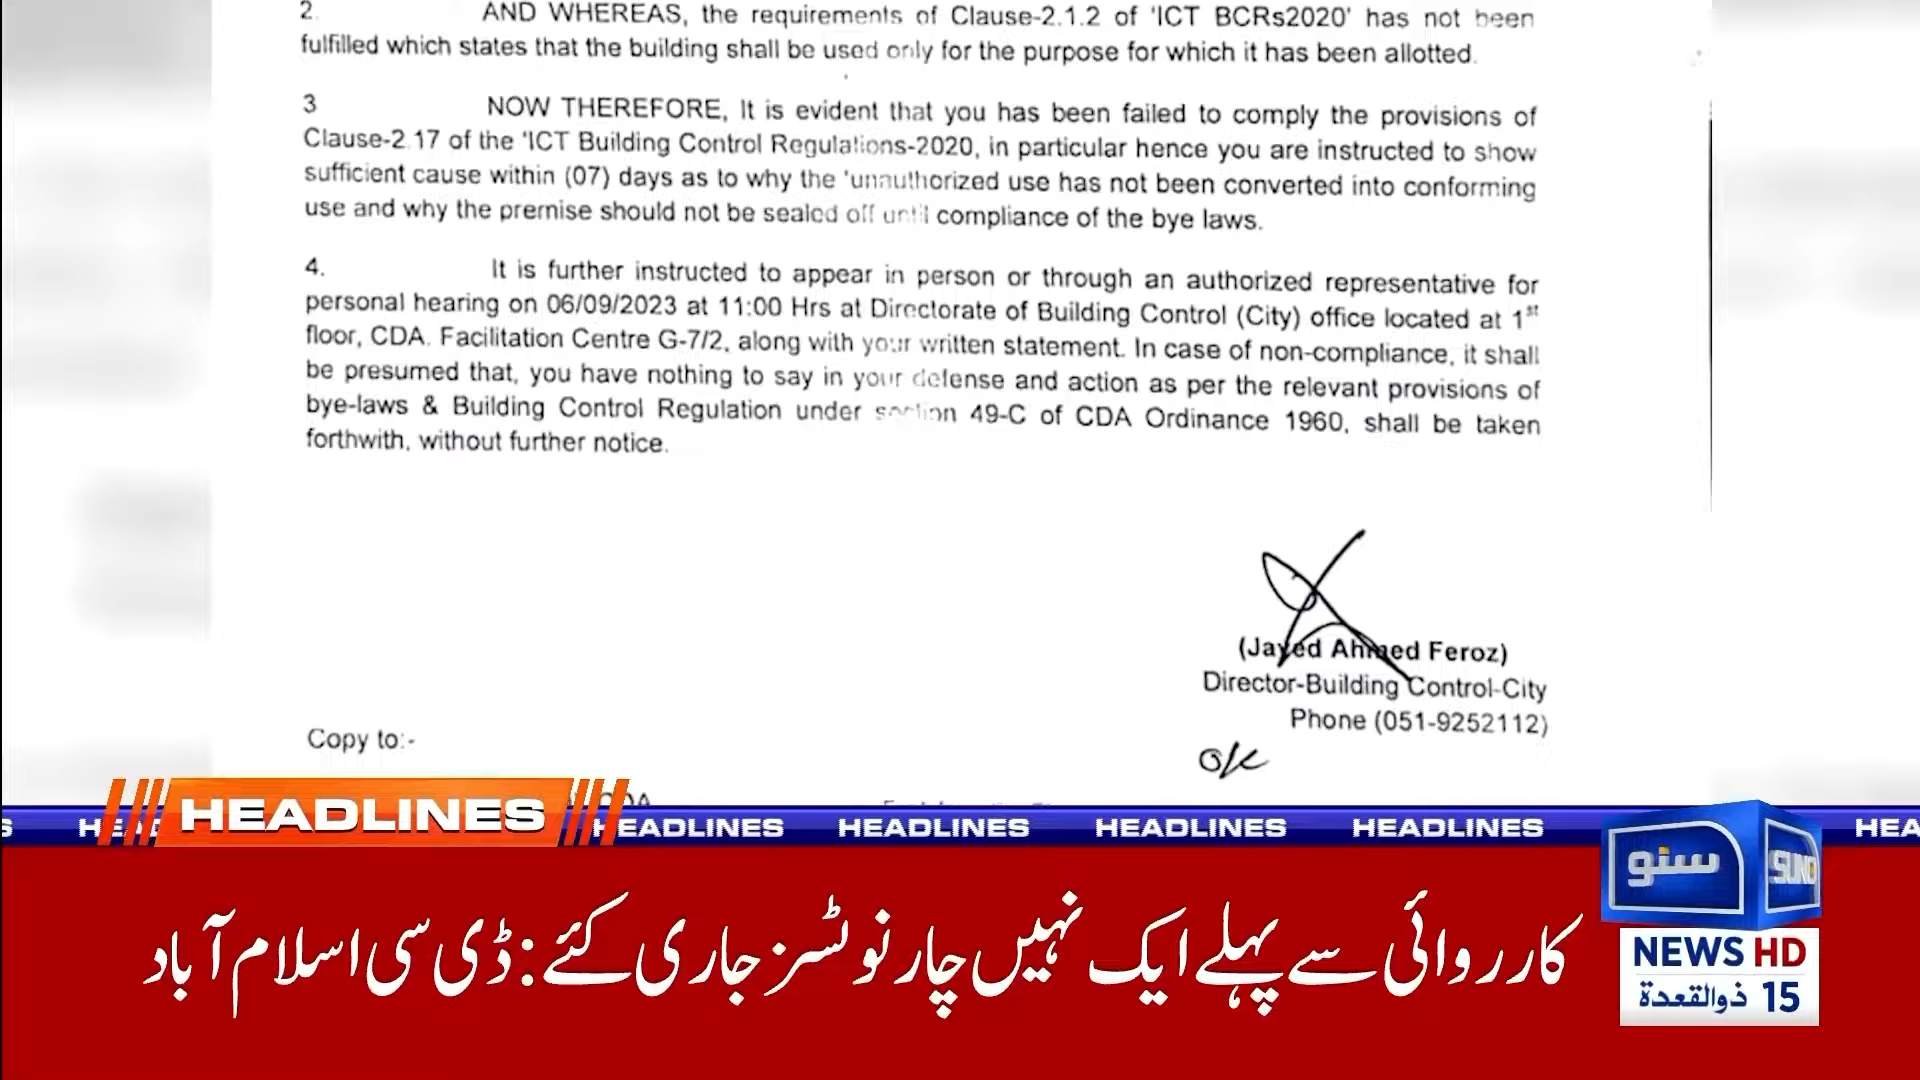 2. AND WHEREAS, the requirements of Clause-2.1.2 of 'ICT BCRs2020' has not been
fulfilled which states that the building shall be used only for the purpose for which it has been allotted.
3 NOW THEREFORE, It is evident that you has been failed to comply the provisions of
Clause-2.17 of the 'ICT Building Control Regulations-2020, in particular hence you are instructed to show
sufficient cause within (07) days as to why the 'unauthorized use has not been converted into conforming
use and why the premise should not be sealed off until compliance of the bye laws.
4. It is further instructed to appear in person or through an authorized representative for
personal hearing on 06/09/2023 at 11:00 Hrs at Directorate of Building Control (City) office located at 1st
floor, CDA. Facilitation Centre G-7/2, along with your written statement. In case of non-compliance, it shall
be presumed that, you have nothing to say in your defense and action as per the relevant provisions of
bye-laws & Building Control Regulation under section 49-C of CDA Ordinance 1960, shall be taken
forthwith, without further notice.
(Javed Ahmed Feroz)
Director-Building Control-City
Phone (051-9252112)
Copy to:-
o/c
HEADLINES
HEADLINES HEADLINES HEADLINES HEADLINES
سنو SUNO
کارروائی سے پہلے ایک نہیں چار نوٹسز جاری کئے: ڈی سی اسلام آباد
NEWS HD
15 ذوالقعدة